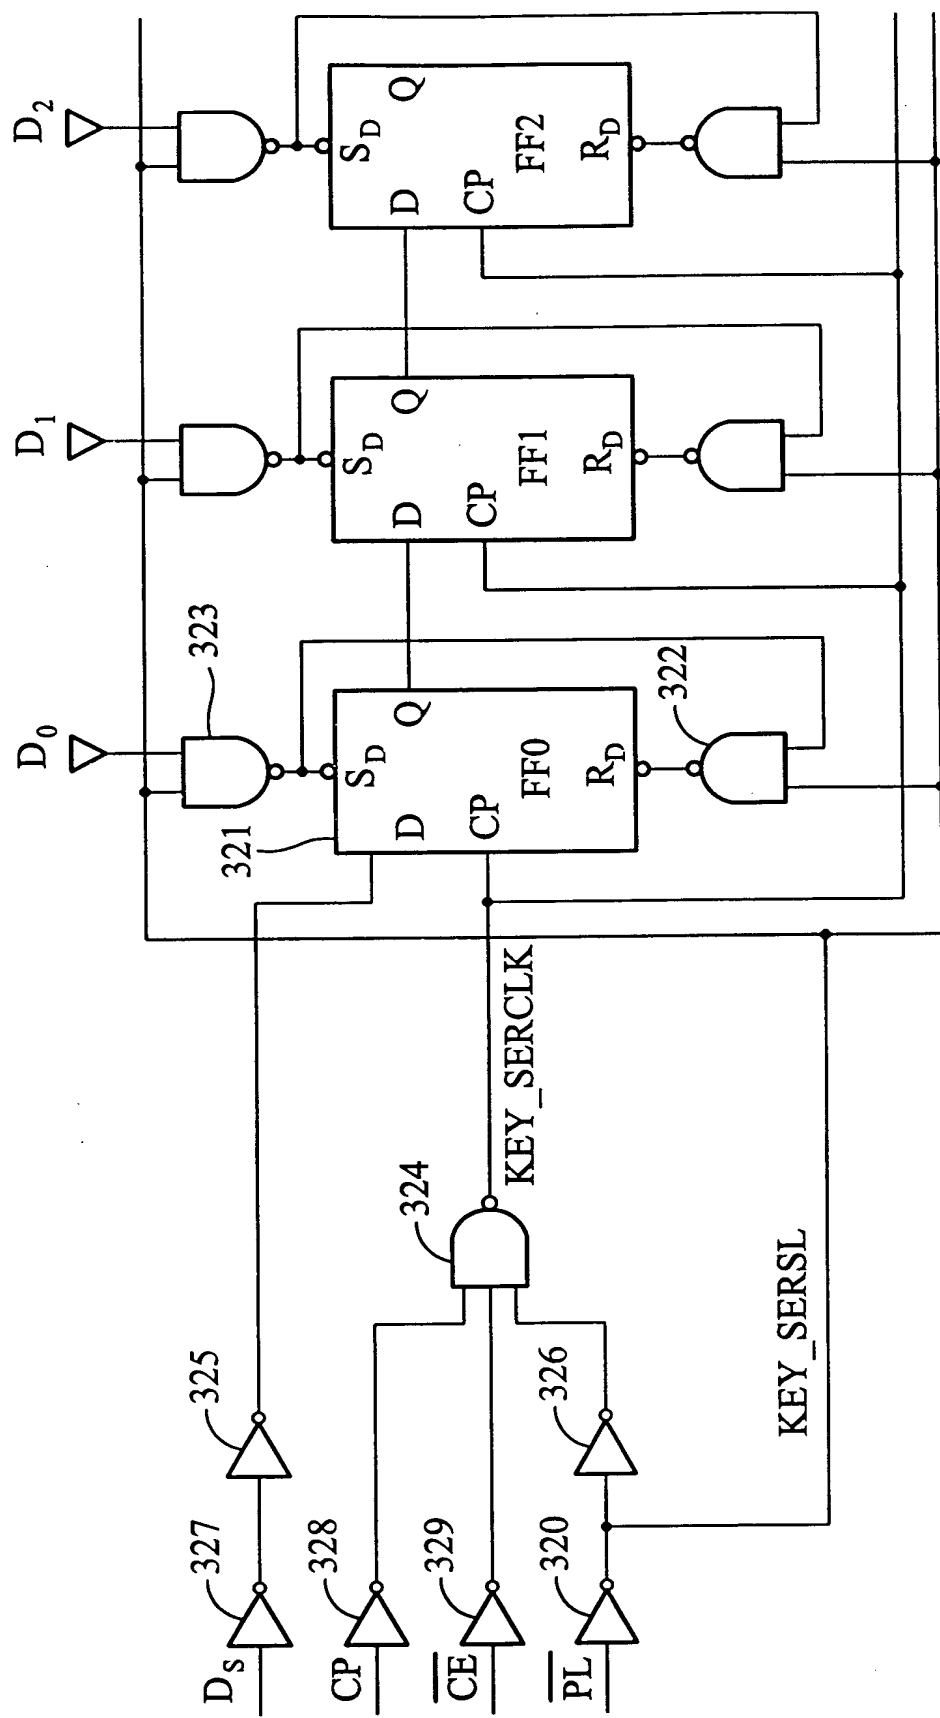 D0
D1
D2
323
321
SD
Q
D
CP
FF0
RD
322
SD
Q
D
CP
FF1
RD
SD
Q
D
CP
FF2
RD
DS
327
325
CP
328
324
KEY_SERCLK
CE
329
PL
320
326
KEY_SERSL